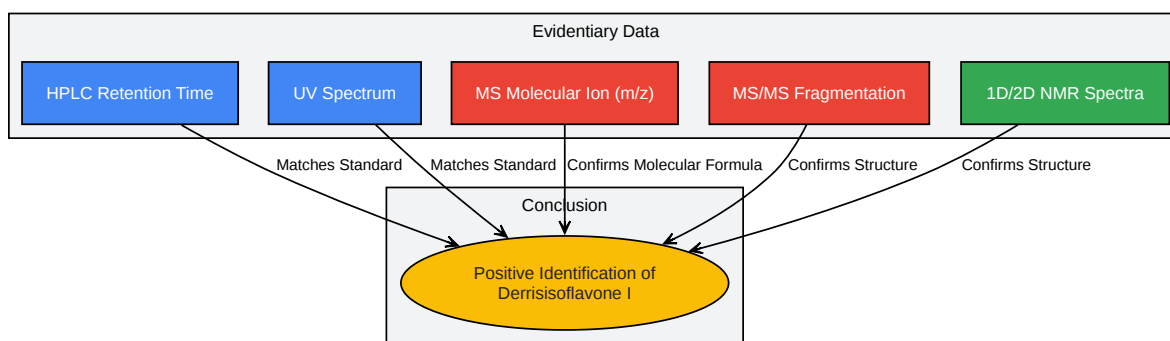 Evidentiary Data
HPLC Retention Time
UV Spectrum
MS Molecular Ion (m/z)
MS/MS Fragmentation
1D/2D NMR Spectra
Matches Standard
Matches Standard
Confirms Molecular Formula
Confirms Structure
Confirms Structure
Conclusion
Positive Identification of
Derrisisoflavone I